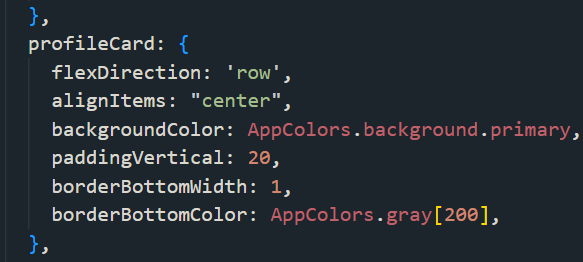 },
profileCard: {
flexDirection: 'row',
alignItems: "center",
backgroundColor: AppColors.background.primary,
paddingVertical: 20,
borderBottomWidth: 1,
borderBottomColor: AppColors.gray[200],
},